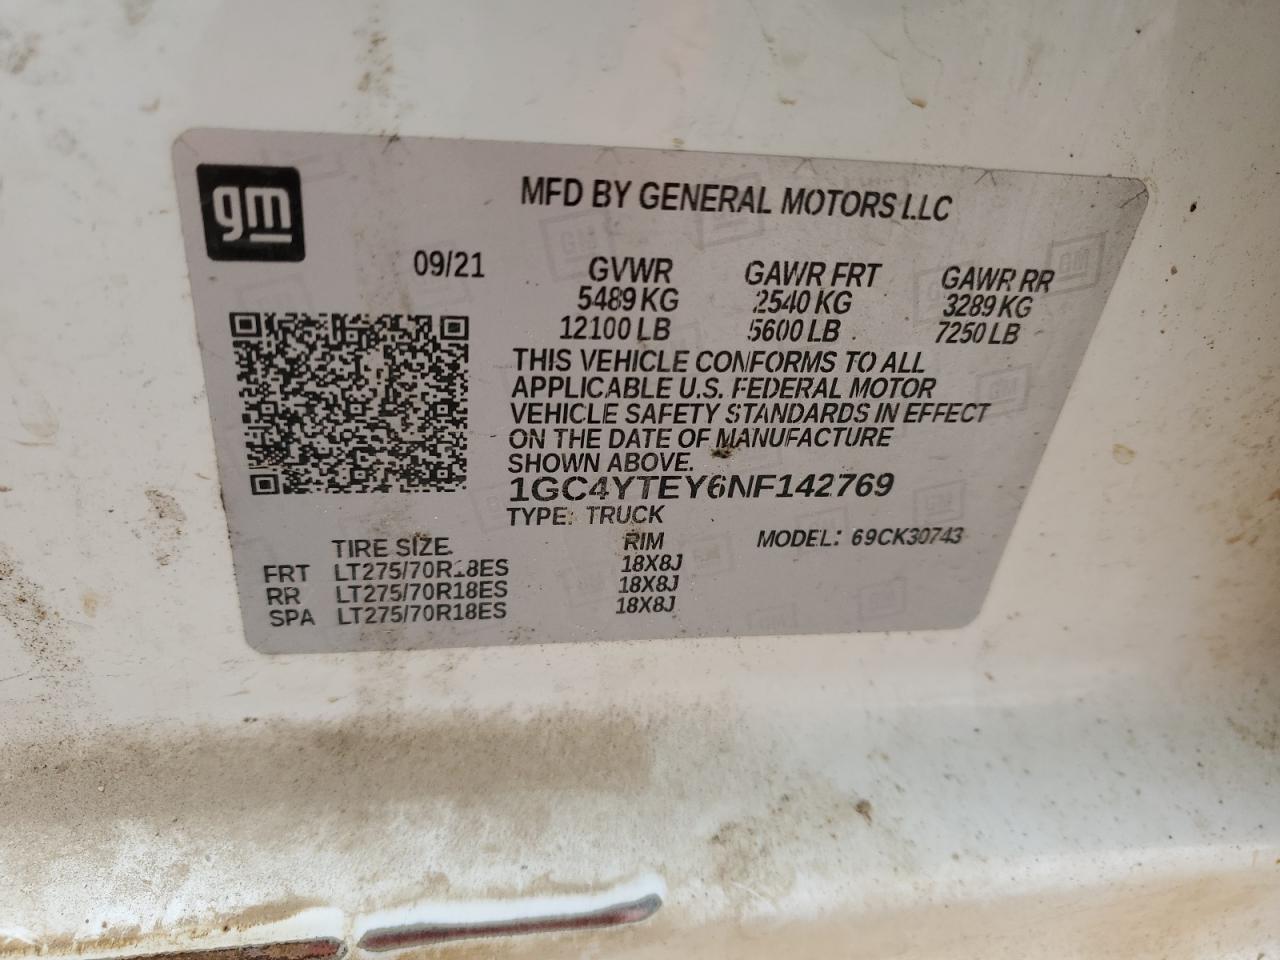 gm
MFD BY GENERAL MOTORS LLC
09/21 GVWR GAWR FRT GAWR RR
5489 KG 2540 KG 3289 KG
12100 LB 5600 LB 7250 LB
THIS VEHICLE CONFORMS TO ALL
APPLICABLE U.S. FEDERAL MOTOR
VEHICLE SAFETY STANDARDS IN EFFECT
ON THE DATE OF MANUFACTURE
SHOWN ABOVE.
1GC4YTEY6NF142769
TYPE: TRUCK
TIRE SIZE RIM MODEL: 69CK30743
FRT LT275/70R18ES 18X8J
RR LT275/70R18ES 18X8J
SPA LT275/70R18ES 18X8J